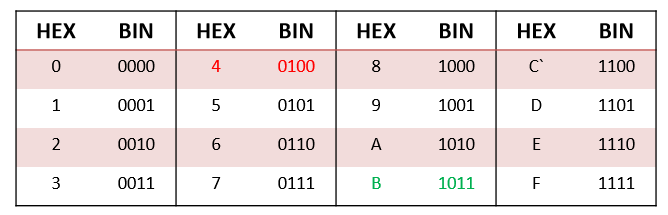 HEX BIN HEX BIN HEX BIN HEX BIN
0 0000 4 0100 8 1000 C` 1100
1 0001 5 0101 9 1001 D 1101
2 0010 6 0110 A 1010 E 1110
3 0011 7 0111 B 1011 F 1111